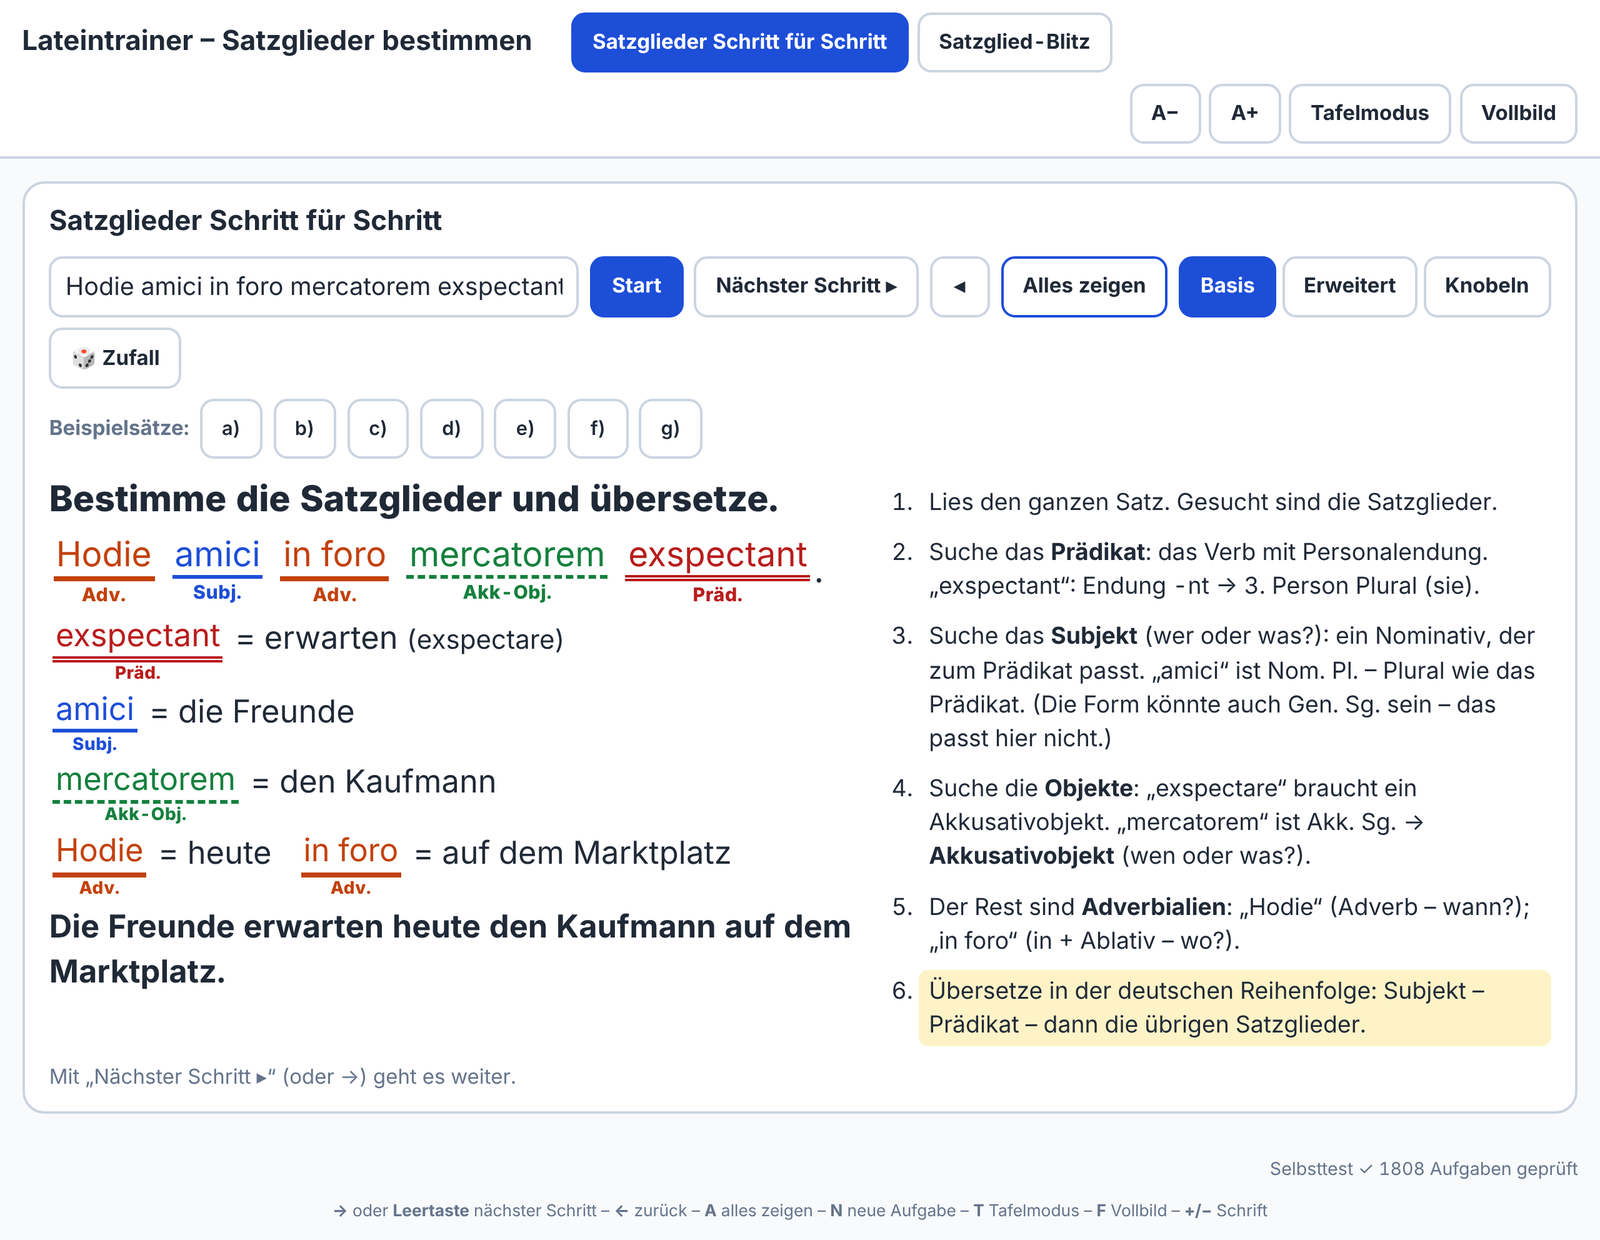 Lateintrainer – Satzglieder bestimmen
Satzglieder Schritt für Schritt
Satzglied-Blitz
A−
A+
Tafelmodus
Vollbild
Satzglieder Schritt für Schritt
Hodie amici in foro mercatorem exspectant
Start
Nächster Schritt ▸
◂
Alles zeigen
Basis
Erweitert
Knobeln
🎲 Zufall
Beispielsätze:
a)
b)
c)
d)
e)
f)
g)
Bestimme die Satzglieder und übersetze.
Hodie amici in foro mercatorem exspectant .
Adv. Subj. Adv. Akk-Obj. Präd.
exspectant = erwarten (exspectare)
Präd.
amici = die Freunde
Subj.
mercatorem = den Kaufmann
Akk-Obj.
Hodie = heute in foro = auf dem Marktplatz
Adv. Adv.
Die Freunde erwarten heute den Kaufmann auf dem
Marktplatz.
1. Lies den ganzen Satz. Gesucht sind die Satzglieder.
2. Suche das Prädikat: das Verb mit Personalendung.
„exspectant“: Endung -nt → 3. Person Plural (sie).
3. Suche das Subjekt (wer oder was?): ein Nominativ, der
zum Prädikat passt. „amici“ ist Nom. Pl. – Plural wie das
Prädikat. (Die Form könnte auch Gen. Sg. sein – das
passt hier nicht.)
4. Suche die Objekte: „exspectare“ braucht ein
Akkusativobjekt. „mercatorem“ ist Akk. Sg. →
Akkusativobjekt (wen oder was?).
5. Der Rest sind Adverbialien: „Hodie“ (Adverb – wann?);
„in foro“ (in + Ablativ – wo?).
6. Übersetze in der deutschen Reihenfolge: Subjekt –
Prädikat – dann die übrigen Satzglieder.
Mit „Nächster Schritt ▸“ (oder →) geht es weiter.
Selbsttest ✓ 1808 Aufgaben geprüft
→ oder Leertaste nächster Schritt – ← zurück – A alles zeigen – N neue Aufgabe – T Tafelmodus – F Vollbild – +/− Schrift